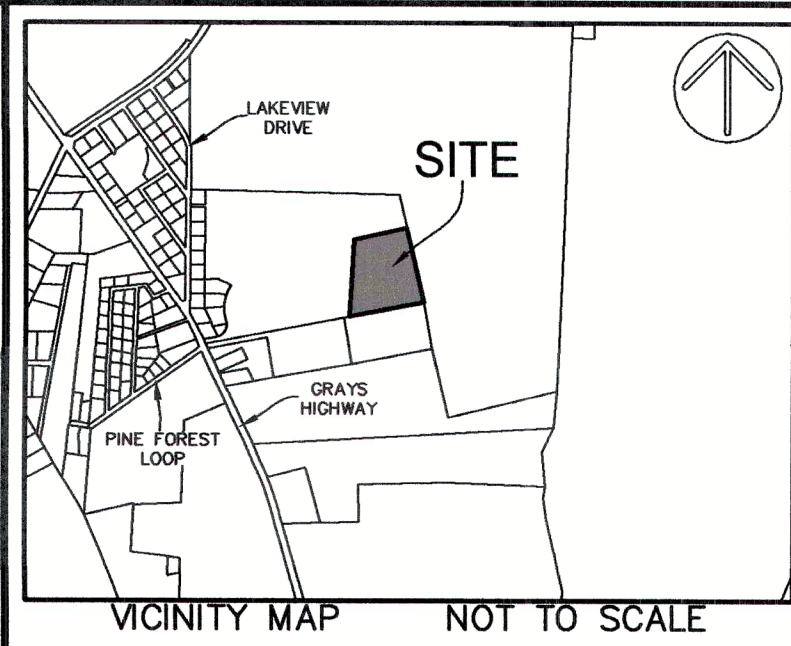 LAKEVIEW
DRIVE
SITE
GRAYS
HIGHWAY
PINE FOREST
LOOP
VICINITY MAP NOT TO SCALE